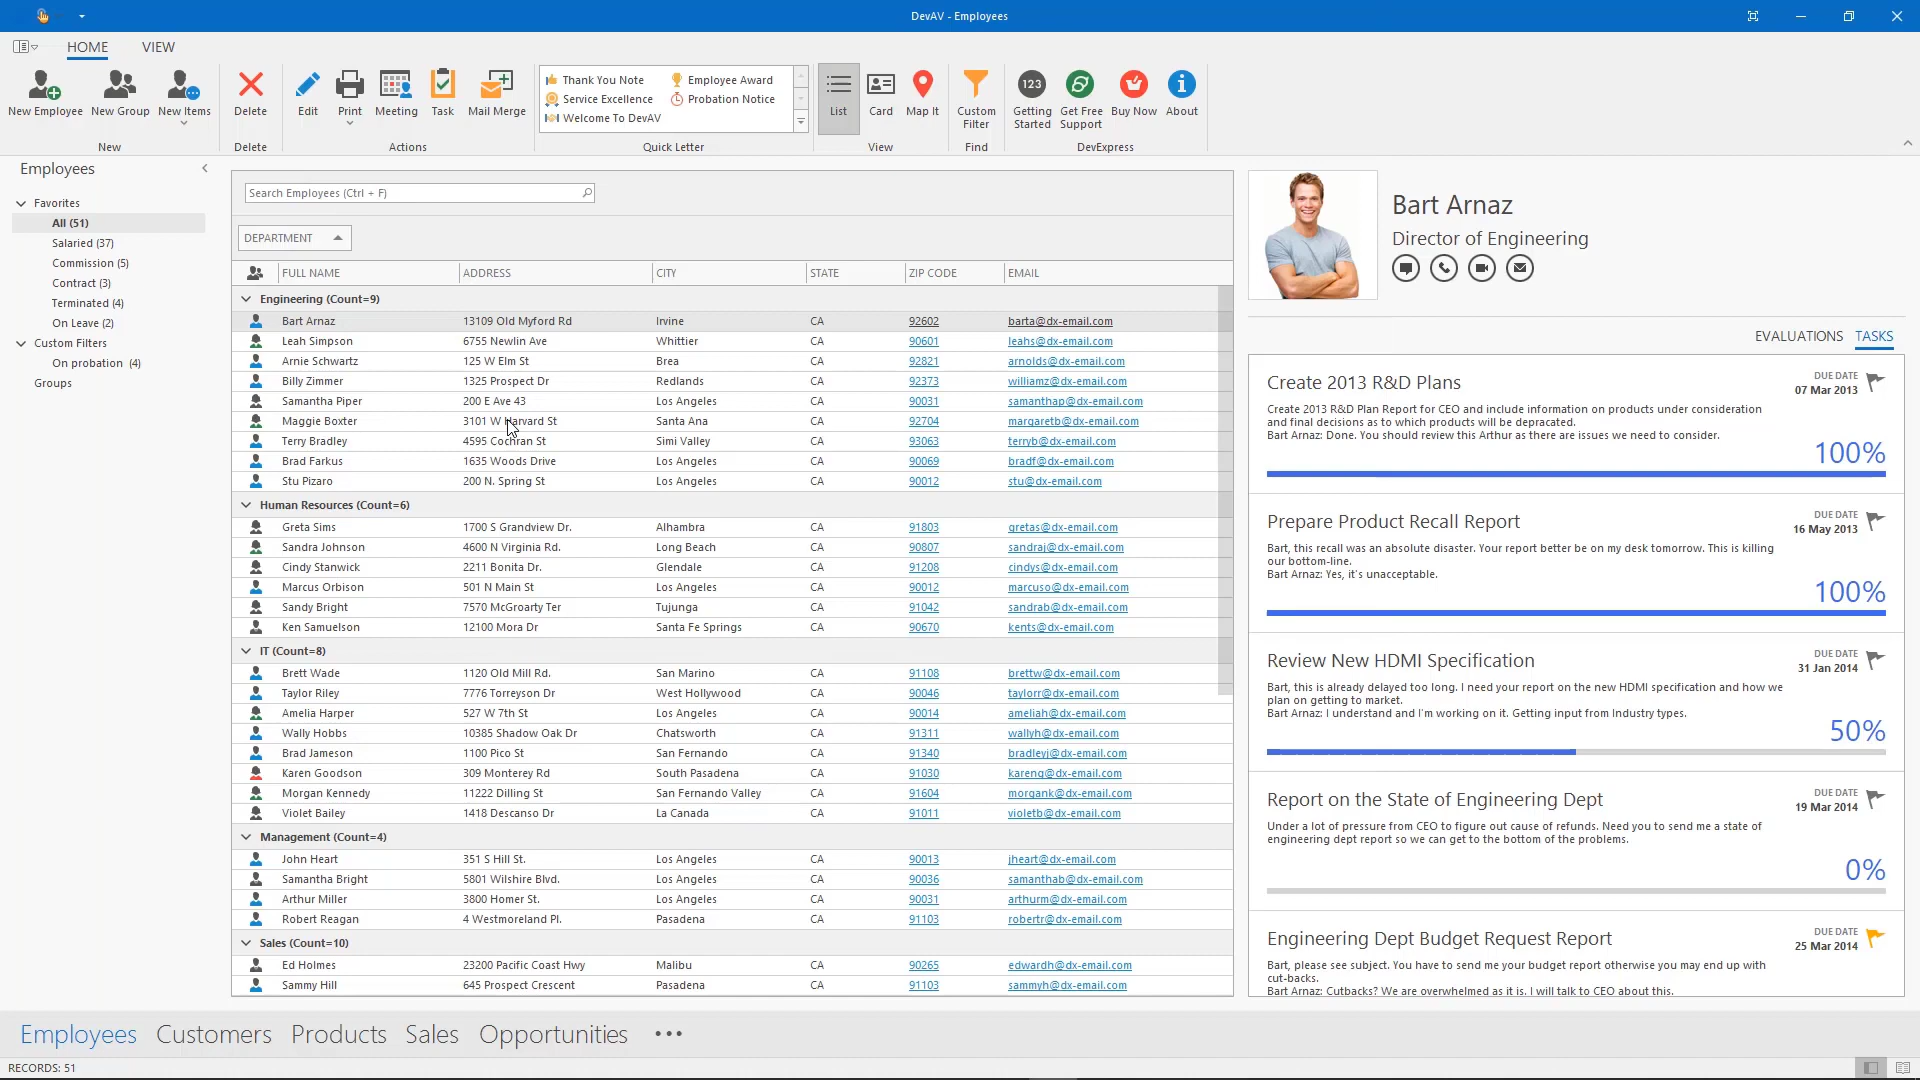 DevAV - Employees
HOME VIEW
New Employee New Group New Items Delete Edit Print Meeting Task Mail Merge
Thank You Note Employee Award
Service Excellence Probation Notice
Welcome To DevAV
List Card Map It Custom Filter 123 Getting Started Get Free Support Buy Now About
New Delete Actions Quick Letter View Find DevExpress
Employees
Favorites
All (51)
Salaried (37)
Commission (5)
Contract (3)
Terminated (4)
On Leave (2)
Custom Filters
On probation (4)
Groups
Search Employees (Ctrl + F)
DEPARTMENT
FULL NAME ADDRESS CITY STATE ZIP CODE EMAIL
Engineering (Count=9)
Bart Arnaz 13109 Old Myford Rd Irvine CA 92602 barta@dx-email.com
Leah Simpson 6755 Newlin Ave Whittier CA 90601 leahs@dx-email.com
Arnie Schwartz 125 W Elm St Brea CA 92821 arnolds@dx-email.com
Billy Zimmer 1325 Prospect Dr Redlands CA 92373 williamz@dx-email.com
Samantha Piper 200 E Ave 43 Los Angeles CA 90031 samanthap@dx-email.com
Maggie Boxter 3101 W Harvard St Santa Ana CA 92704 margaretb@dx-email.com
Terry Bradley 4595 Cochran St Simi Valley CA 93063 terryb@dx-email.com
Brad Farkus 1635 Woods Drive Los Angeles CA 90069 bradf@dx-email.com
Stu Pizaro 200 N. Spring St Los Angeles CA 90012 stu@dx-email.com
Human Resources (Count=6)
Greta Sims 1700 S Grandview Dr. Alhambra CA 91803 gretas@dx-email.com
Sandra Johnson 4600 N Virginia Rd. Long Beach CA 90807 sandraj@dx-email.com
Cindy Stanwick 2211 Bonita Dr. Glendale CA 91208 cindys@dx-email.com
Marcus Orbison 501 N Main St Los Angeles CA 90012 marcuso@dx-email.com
Sandy Bright 7570 McGroarty Ter Tujunga CA 91042 sandrab@dx-email.com
Ken Samuelson 12100 Mora Dr Santa Fe Springs CA 90670 kents@dx-email.com
IT (Count=8)
Brett Wade 1120 Old Mill Rd. San Marino CA 91108 brettw@dx-email.com
Taylor Riley 7776 Torreyson Dr West Hollywood CA 90046 taylorr@dx-email.com
Amelia Harper 527 W 7th St Los Angeles CA 90014 ameliah@dx-email.com
Wally Hobbs 10385 Shadow Oak Dr Chatsworth CA 91311 wallyh@dx-email.com
Brad Jameson 1100 Pico St San Fernando CA 91340 bradleyj@dx-email.com
Karen Goodson 309 Monterey Rd South Pasadena CA 91030 kareng@dx-email.com
Morgan Kennedy 11222 Dilling St San Fernando Valley CA 91604 morgank@dx-email.com
Violet Bailey 1418 Descanso Dr La Canada CA 91011 violetb@dx-email.com
Management (Count=4)
John Heart 351 S Hill St. Los Angeles CA 90013 jheart@dx-email.com
Samantha Bright 5801 Wilshire Blvd. Los Angeles CA 90036 samanthab@dx-email.com
Arthur Miller 3800 Homer St. Los Angeles CA 90031 arthurm@dx-email.com
Robert Reagan 4 Westmoreland Pl. Pasadena CA 91103 robertr@dx-email.com
Sales (Count=10)
Ed Holmes 23200 Pacific Coast Hwy Malibu CA 90265 edwardh@dx-email.com
Sammy Hill 645 Prospect Crescent Pasadena CA 91103 sammyh@dx-email.com
Bart Arnaz
Director of Engineering
EVALUATIONS TASKS
Create 2013 R&D Plans
DUE DATE
07 Mar 2013
Create 2013 R&D Plan Report for CEO and include information on products under consideration
and final decisions as to which products will be depracated.
Bart Arnaz: Done. You should review this Arthur as there are issues we need to consider.
100%
Prepare Product Recall Report
DUE DATE
16 May 2013
Bart, this recall was an absolute disaster. Your report better be on my desk tomorrow. This is killing
our bottom-line.
Bart Arnaz: Yes, it's unacceptable.
100%
Review New HDMI Specification
DUE DATE
31 Jan 2014
Bart, this is already delayed too long. I need your report on the new HDMI specification and how we
plan on getting to market.
Bart Arnaz: I understand and I'm working on it. Getting input from Industry types.
50%
Report on the State of Engineering Dept
DUE DATE
19 Mar 2014
Under a lot of pressure from CEO to figure out cause of refunds. Need you to send me a state of
engineering dept report so we can get to the bottom of the problems.
0%
Engineering Dept Budget Request Report
DUE DATE
25 Mar 2014
Bart, please see subject. You have to send me your budget report otherwise you may end up with
cut-backs.
Bart Arnaz: Cutbacks? We are overwhelmed as it is. I will talk to CEO about this.
Employees Customers Products Sales Opportunities •••
RECORDS: 51